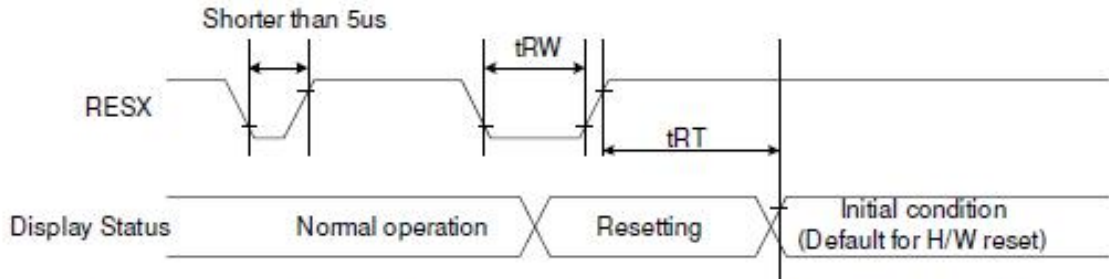 Shorter than 5us
tRW
RESX
tRT
Display Status
Normal operation
Resetting
Initial condition
(Default for H/W reset)